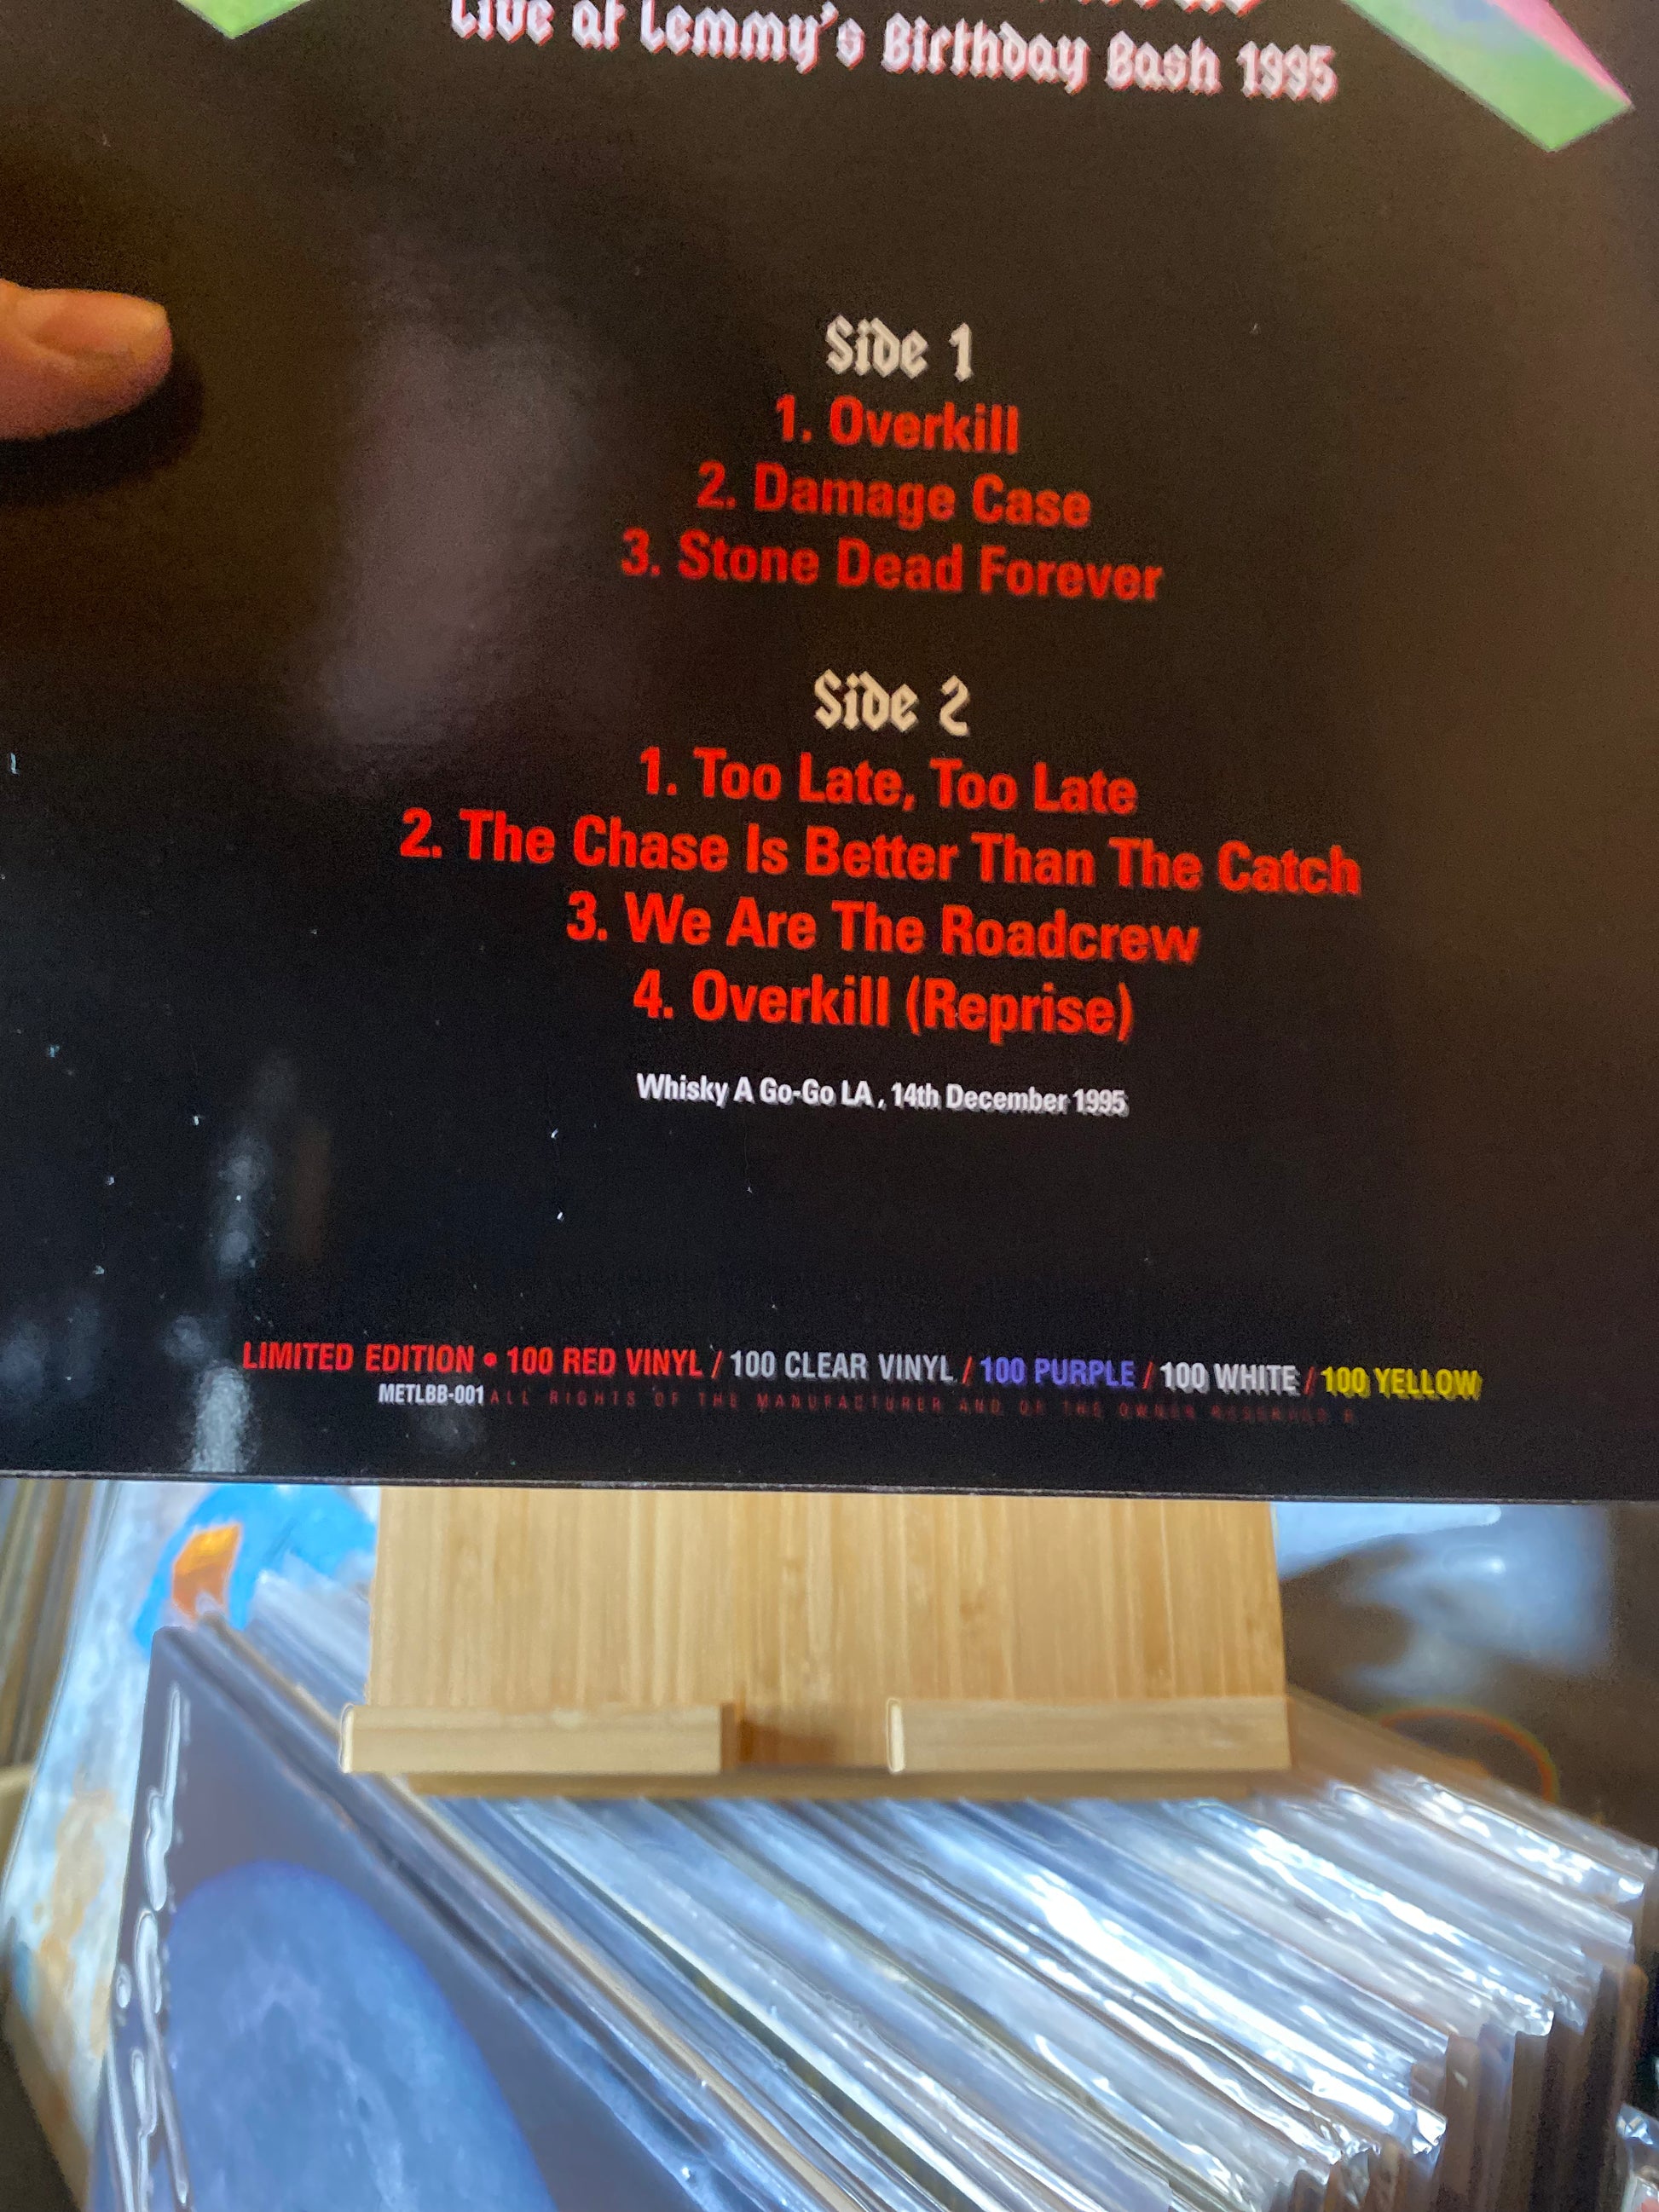 Live at Lemmy's Birthday Bash 1995
Side 1
1. Overkill
2. Damage Case
3. Stone Dead Forever
Side 2
1. Too Late, Too Late
2. The Chase Is Better Than The Catch
3. We Are The Roadcrew
4. Overkill (Reprise)
Whisky A Go-Go LA , 14th December 1995
LIMITED EDITION • 100 RED VINYL / 100 CLEAR VINYL / 100 PURPLE / 100 WHITE / 100 YELLOW
METLBB-001 ALL RIGHTS OF THE MANUFACTURER AND OF THE OWNER